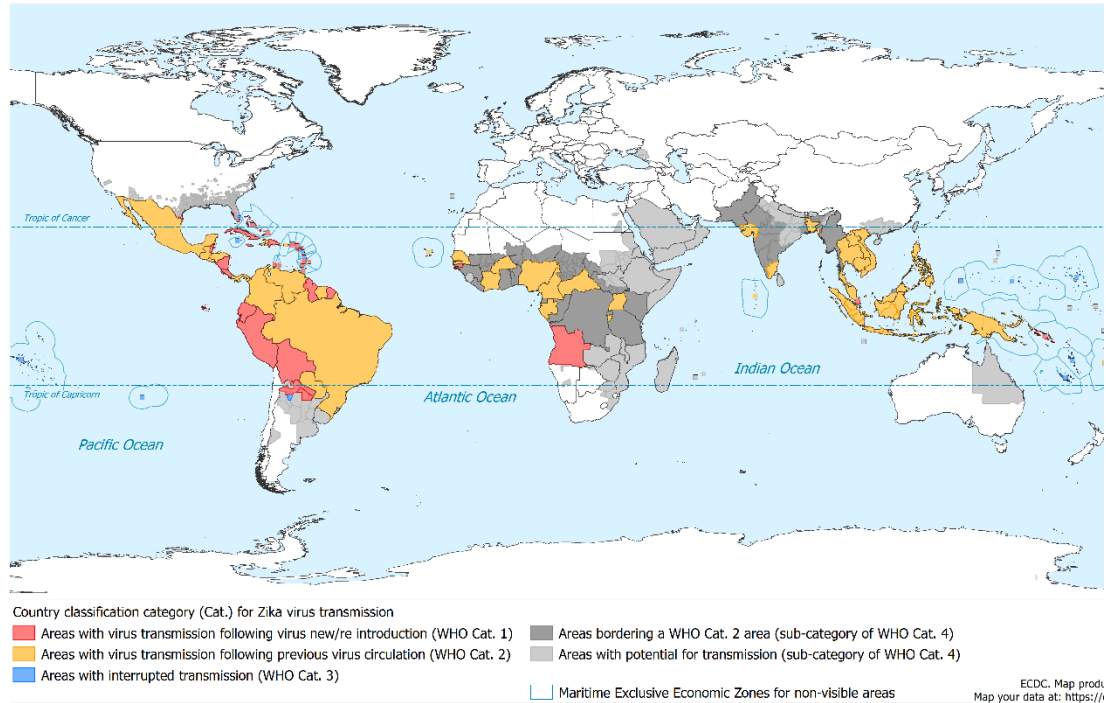 Tropic of Cancer
Indian Ocean
Tropic of Capricorn
Atlantic Ocean
Pacific Ocean
Country classification category (Cat.) for Zika virus transmission
Areas with virus transmission following virus new/re introduction (WHO Cat. 1)
Areas with virus transmission following previous virus circulation (WHO Cat. 2)
Areas with interrupted transmission (WHO Cat. 3)
Areas bordering a WHO Cat. 2 area (sub-category of WHO Cat. 4)
Areas with potential for transmission (sub-category of WHO Cat. 4)
Maritime Exclusive Economic Zones for non-visible areas
ECDC. Map produ
Map your data at: https://